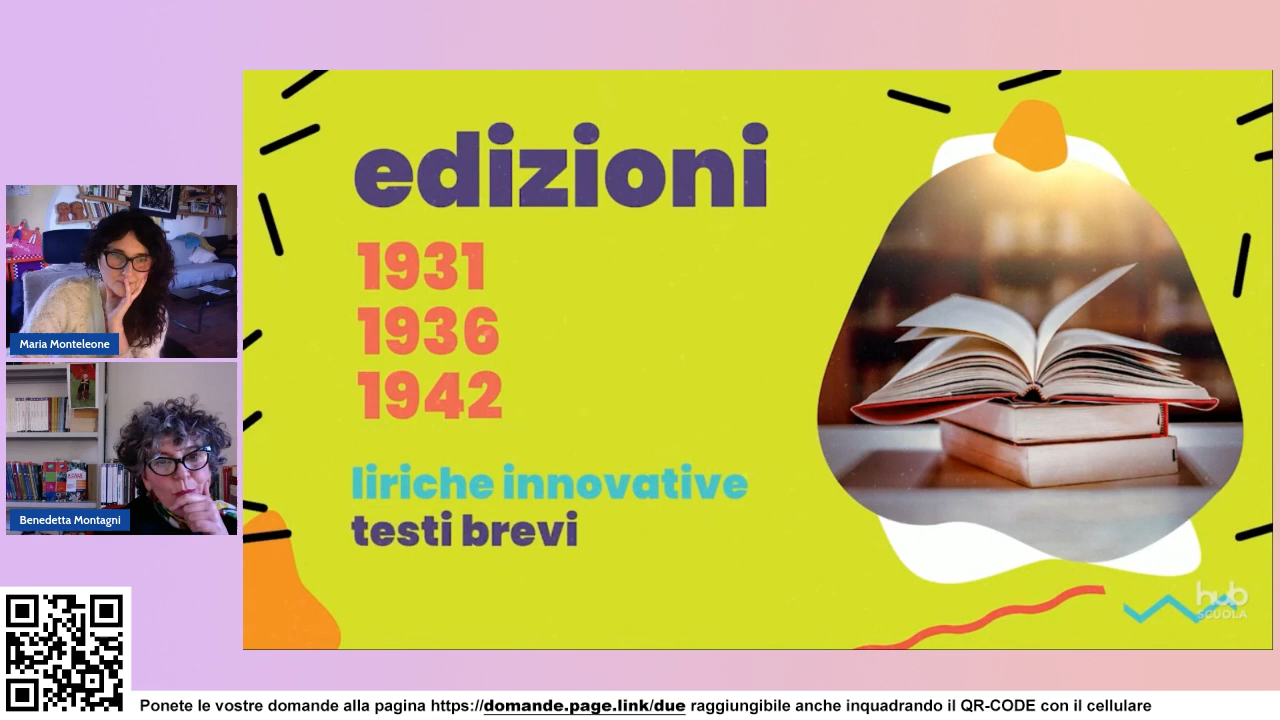 edizioni
1931
1936
1942
liriche innovative
testi brevi
Maria Monteleone
Benedetta Montagni
hub
SCUOLA
Ponete le vostre domande alla pagina https://domande.page.link/due raggiungibile anche inquadrando il QR-CODE con il cellulare